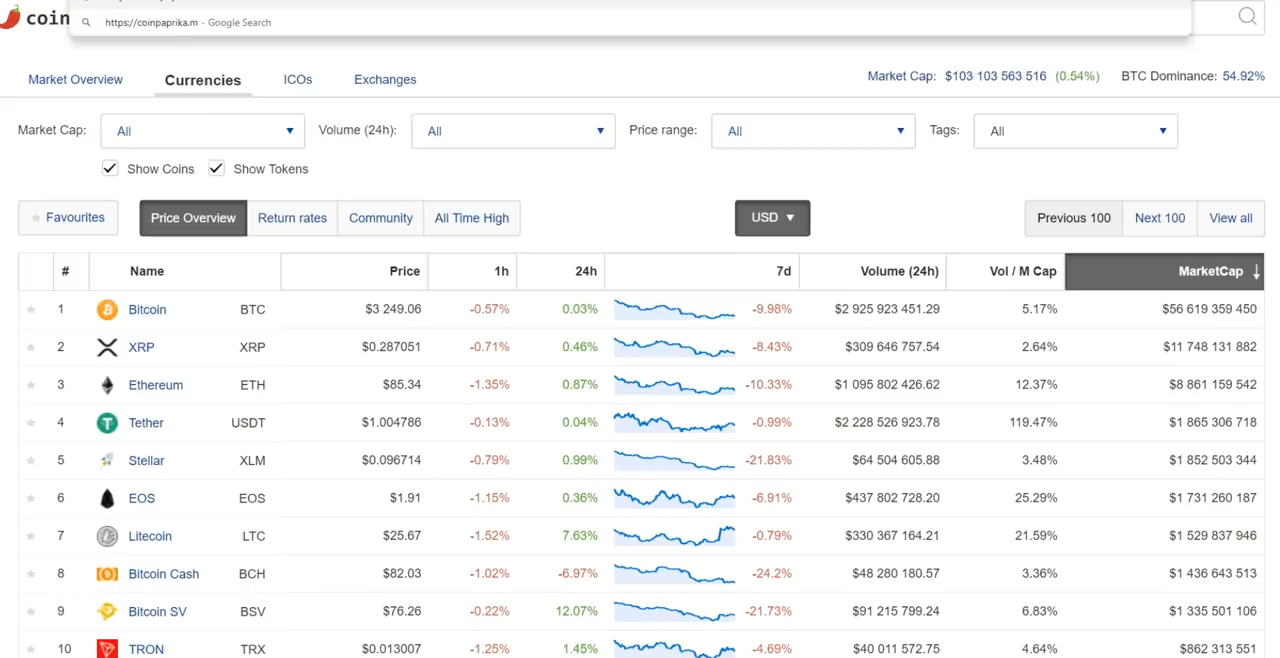 coin
https://coinpaprika.m - Google Search
Market Overview Currencies ICOs Exchanges Market Cap: $103 103 563 516 (0.54%) BTC Dominance: 54.92%
Market Cap: All Volume (24h): All Price range: All Tags: All
Show Coins Show Tokens
Favourites Price Overview Return rates Community All Time High USD Previous 100 Next 100 View all
# Name Price 1h 24h 7d Volume (24h) Vol / M Cap MarketCap
1 Bitcoin BTC $3 249.06 -0.57% 0.03% -9.98% $2 925 923 451.29 5.17% $56 619 359 450
2 XRP XRP $0.287051 -0.71% 0.46% -8.43% $309 646 757.54 2.64% $11 748 131 882
3 Ethereum ETH $85.34 -1.35% 0.87% -10.33% $1 095 802 426.62 12.37% $8 861 159 542
4 Tether USDT $1.004786 -0.13% 0.04% -0.99% $2 228 526 923.78 119.47% $1 865 306 718
5 Stellar XLM $0.096714 -0.79% 0.99% -21.83% $64 504 605.88 3.48% $1 852 503 344
6 EOS EOS $1.91 -1.15% 0.36% -6.91% $437 802 728.20 25.29% $1 731 260 187
7 Litecoin LTC $25.67 -1.52% 7.63% -0.79% $330 367 164.21 21.59% $1 529 837 946
8 Bitcoin Cash BCH $82.03 -1.02% -6.97% -24.2% $48 280 180.57 3.36% $1 436 643 513
9 Bitcoin SV BSV $76.26 -0.22% 12.07% -21.73% $91 215 799.24 6.83% $1 335 501 106
10 TRON TRX $0.013007 -1.25% 1.45% -4.69% $40 011 572.75 4.64% $862 313 551